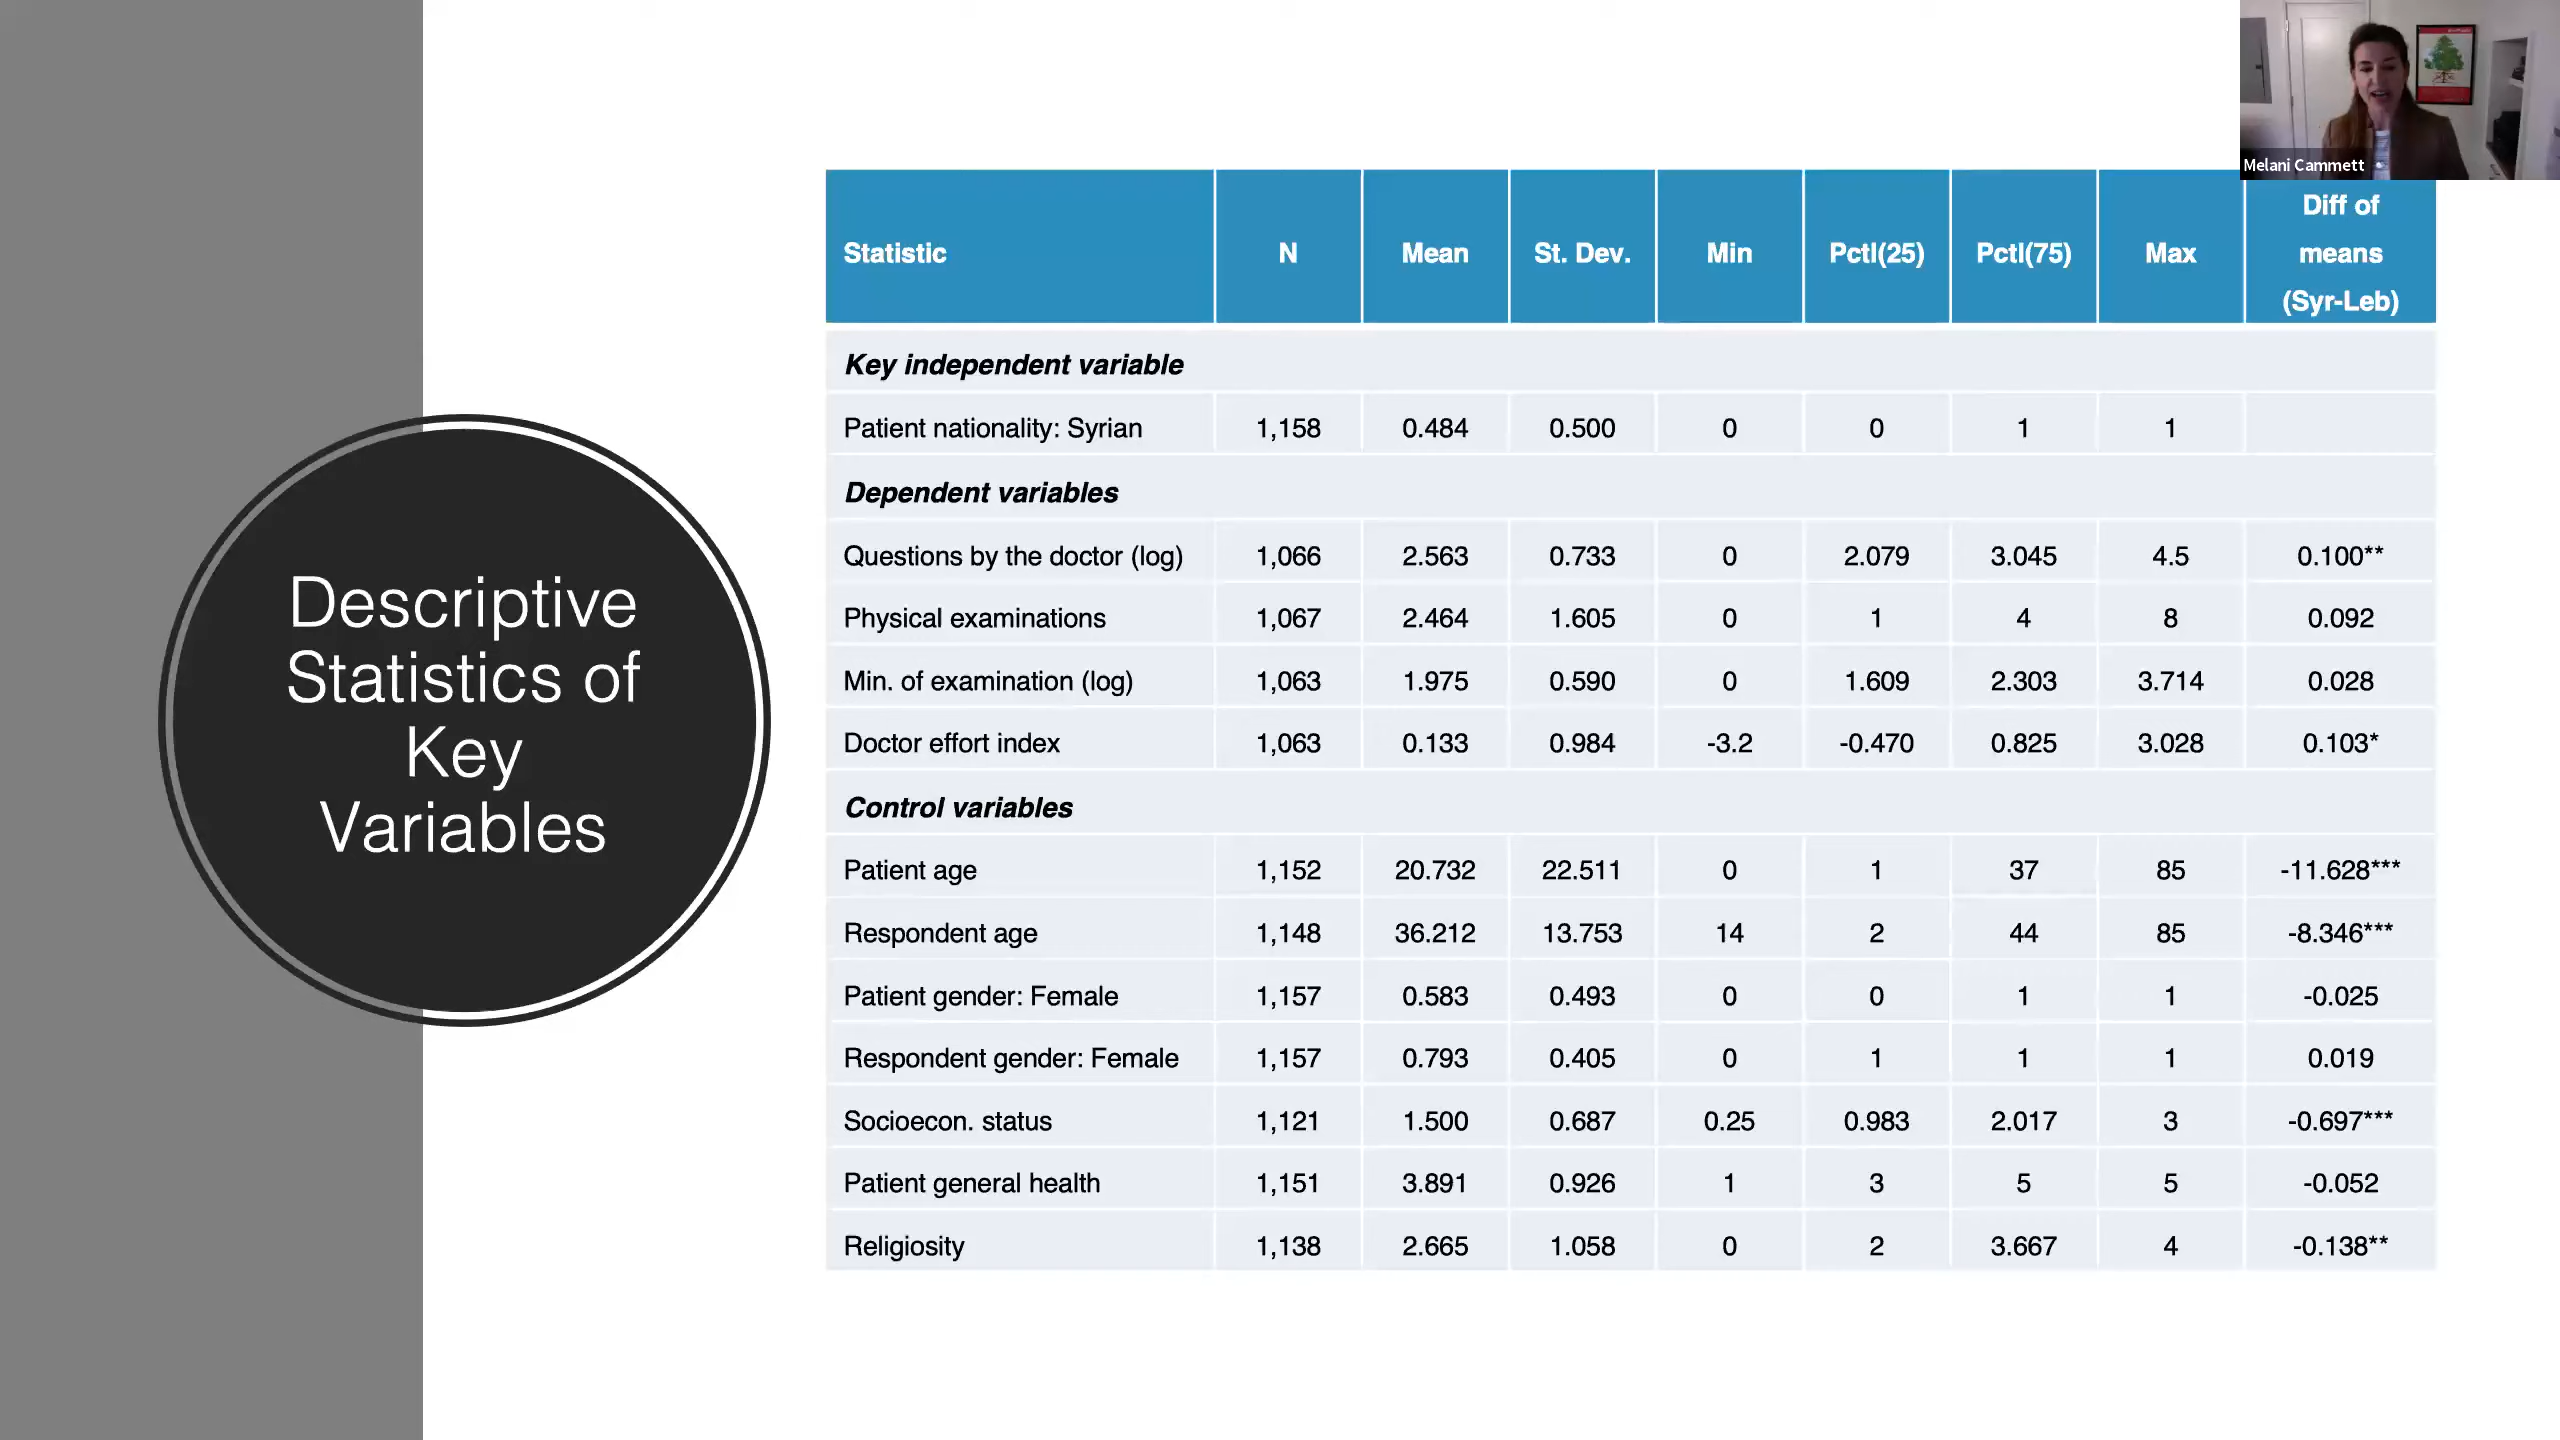 Melani Cammett
Descriptive
Statistics of
Key
Variables
Statistic N Mean St. Dev. Min Pctl(25) Pctl(75) Max Diff of means (Syr-Leb)
Key independent variable
Patient nationality: Syrian 1,158 0.484 0.500 0 0 1 1
Dependent variables
Questions by the doctor (log) 1,066 2.563 0.733 0 2.079 3.045 4.5 0.100**
Physical examinations 1,067 2.464 1.605 0 1 4 8 0.092
Min. of examination (log) 1,063 1.975 0.590 0 1.609 2.303 3.714 0.028
Doctor effort index 1,063 0.133 0.984 -3.2 -0.470 0.825 3.028 0.103*
Control variables
Patient age 1,152 20.732 22.511 0 1 37 85 -11.628***
Respondent age 1,148 36.212 13.753 14 2 44 85 -8.346***
Patient gender: Female 1,157 0.583 0.493 0 0 1 1 -0.025
Respondent gender: Female 1,157 0.793 0.405 0 1 1 1 0.019
Socioecon. status 1,121 1.500 0.687 0.25 0.983 2.017 3 -0.697***
Patient general health 1,151 3.891 0.926 1 3 5 5 -0.052
Religiosity 1,138 2.665 1.058 0 2 3.667 4 -0.138**